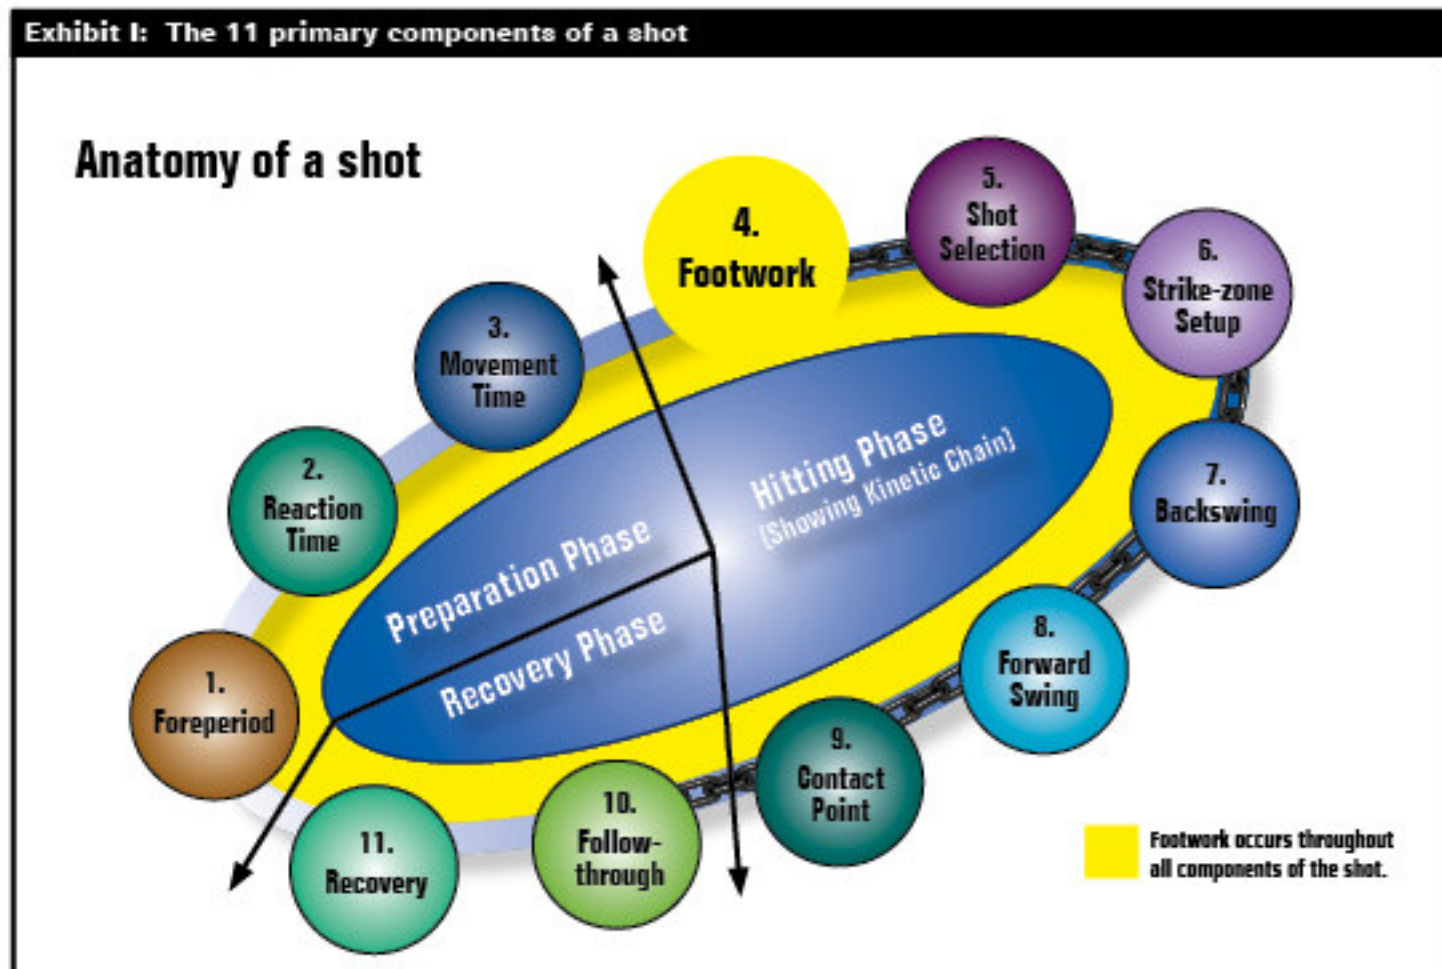 Exhibit I: The 11 primary components of a shot
Anatomy of a shot
1.
Foreperiod
2.
Reaction
Time
3.
Movement
Time
4.
Footwork
5.
Shot
Selection
6.
Strike-zone
Setup
7.
Backswing
8.
Forward
Swing
9.
Contact
Point
10.
Follow-
through
11.
Recovery
Preparation Phase
Hitting Phase
(Showing Kinetic Chain)
Recovery Phase
Footwork occurs throughout
all components of the shot.